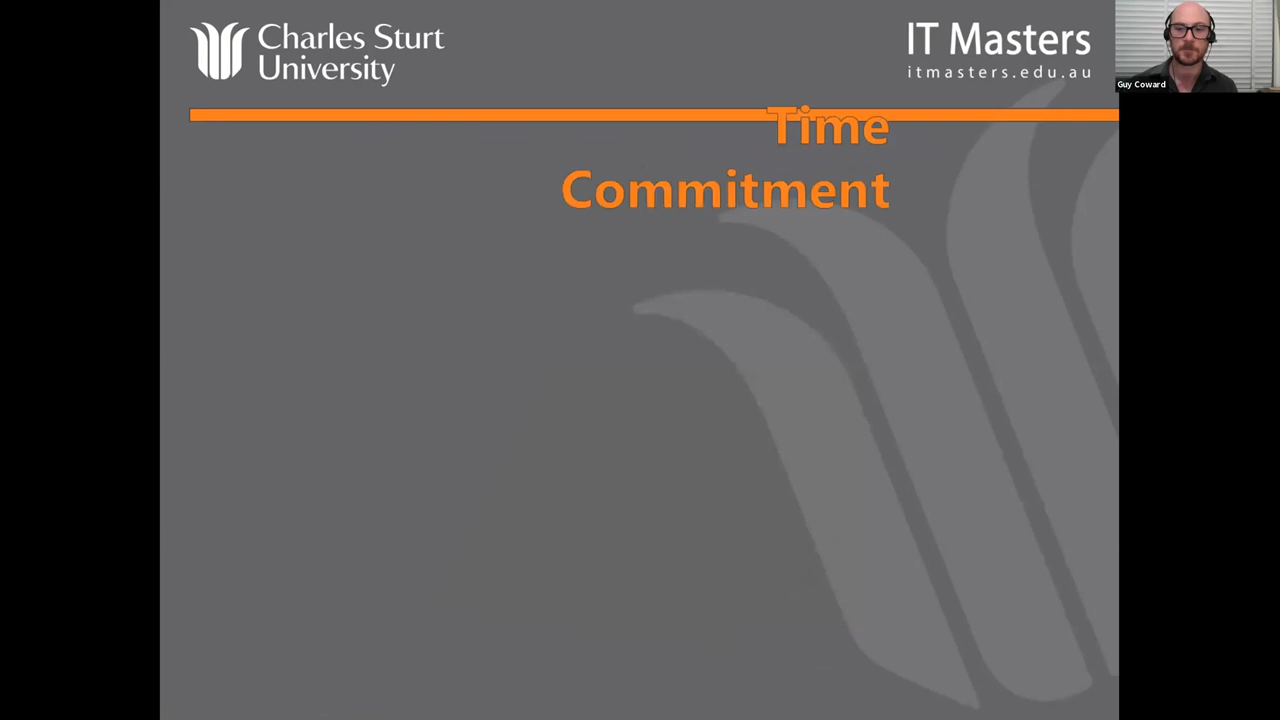 Charles Sturt
University
IT Masters
itmasters.edu.au
Guy Coward
Time
Commitment